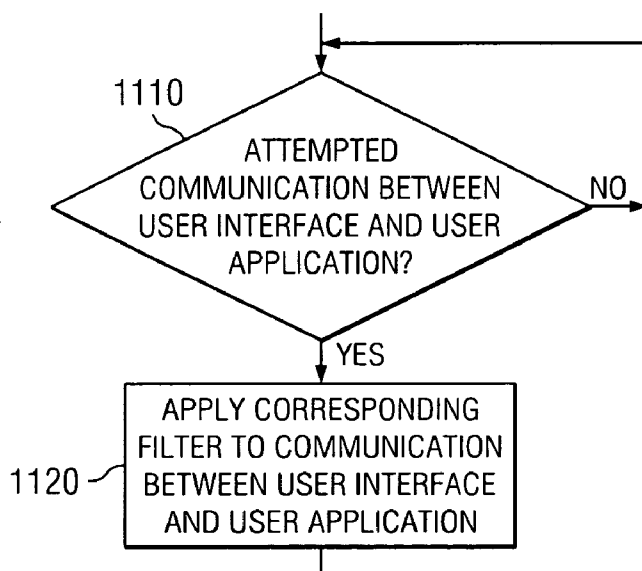 1110
ATTEMPTED
COMMUNICATION BETWEEN
USER INTERFACE AND USER
APPLICATION?
NO
YES
APPLY CORRESPONDING
FILTER TO COMMUNICATION
BETWEEN USER INTERFACE
AND USER APPLICATION
1120